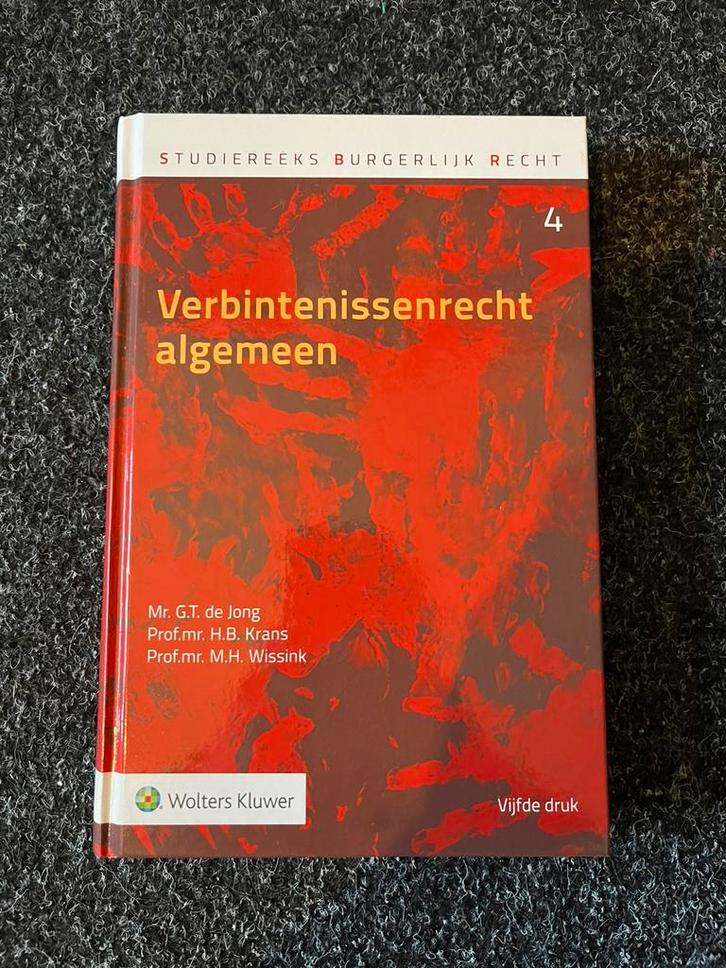 STUDIEREEKS BURGERLIJK RECHT
4
Verbintenissenrecht
algemeen
Mr. G.T. de Jong
Prof.mr. H.B. Krans
Prof.mr. M.H. Wissink
Wolters Kluwer
Vijfde druk